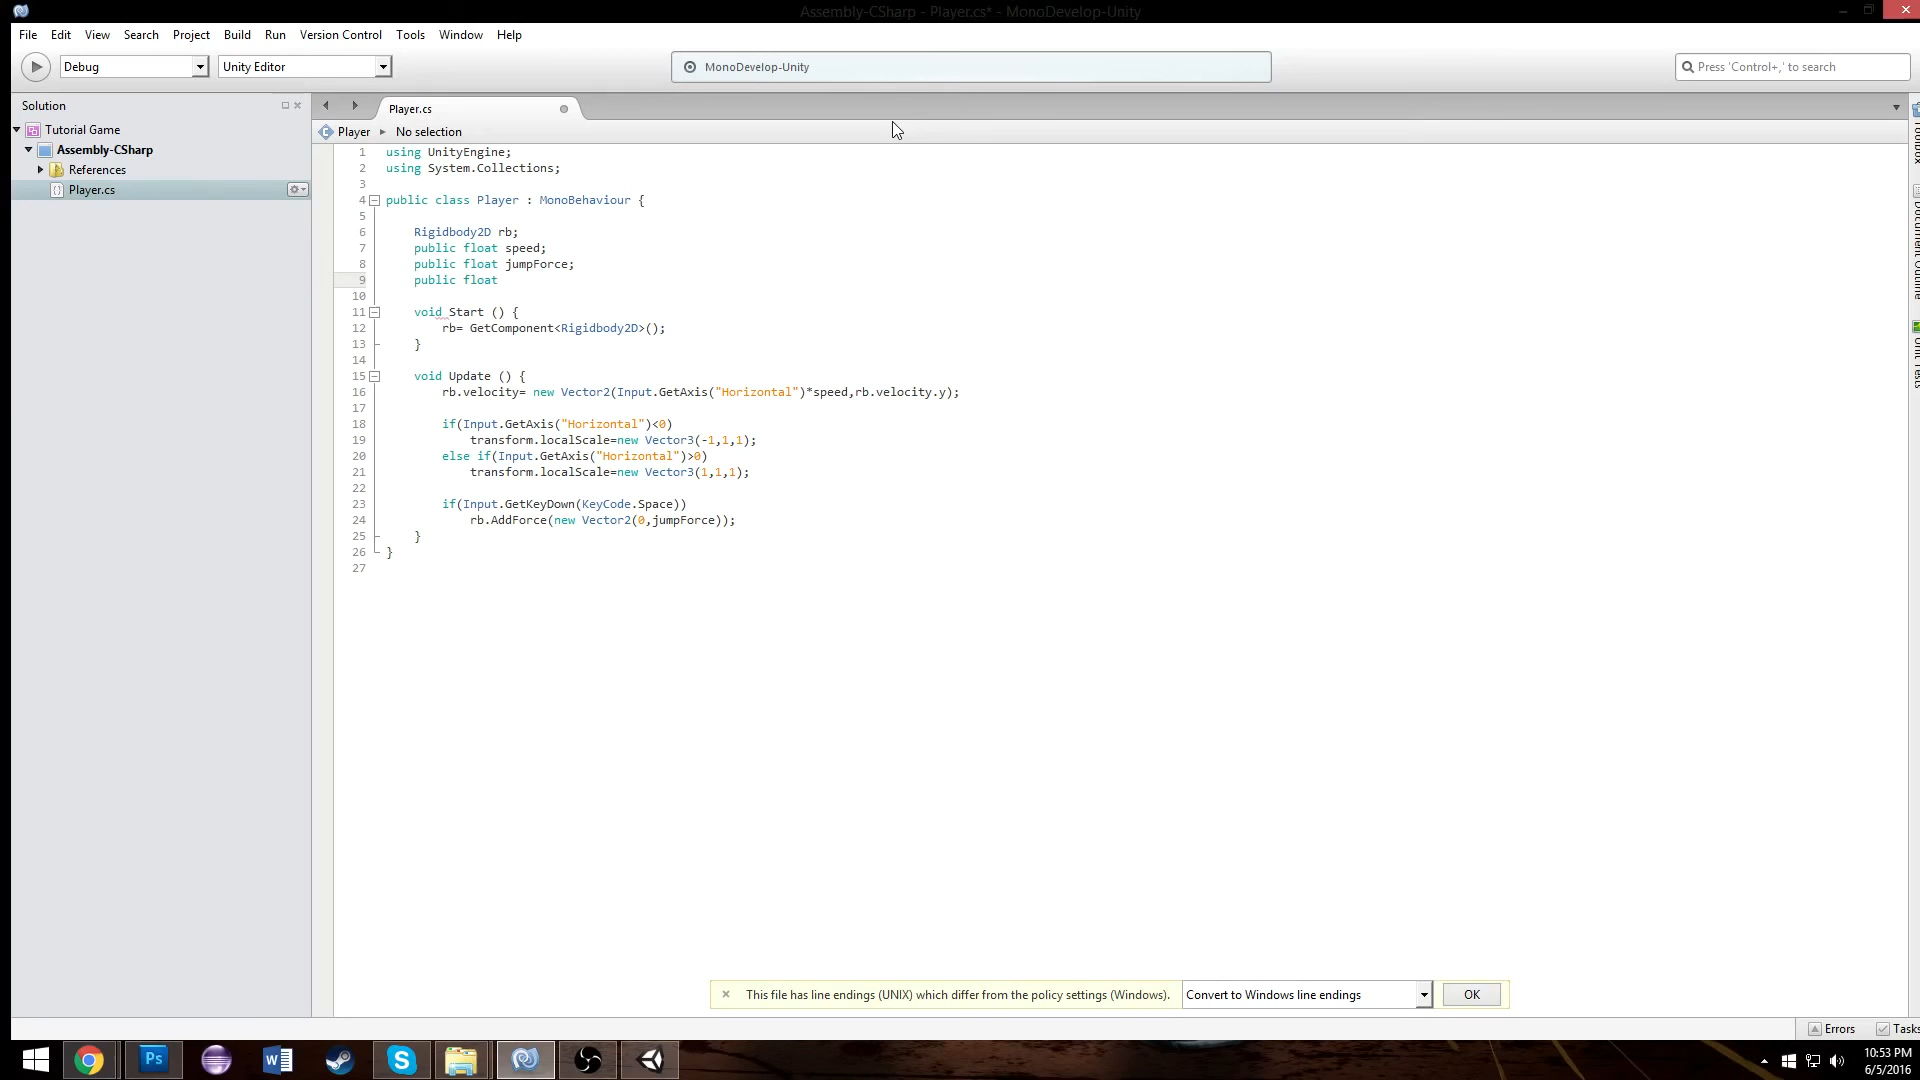 Assembly-CSharp - Player.cs* - MonoDevelop-Unity
File Edit View Search Project Build Run Version Control Tools Window Help
Debug Unity Editor MonoDevelop-Unity Press 'Control+,' to search
Solution
Tutorial Game
Assembly-CSharp
References
Player.cs
Player.cs
Player No selection
1 using UnityEngine;
2 using System.Collections;
3
4 public class Player : MonoBehaviour {
5
6 Rigidbody2D rb;
7 public float speed;
8 public float jumpForce;
9 public float
10
11 void Start () {
12 rb= GetComponent<Rigidbody2D>();
13 }
14
15 void Update () {
16 rb.velocity= new Vector2(Input.GetAxis("Horizontal")*speed,rb.velocity.y);
17
18 if(Input.GetAxis("Horizontal")<0)
19 transform.localScale=new Vector3(-1,1,1);
20 else if(Input.GetAxis("Horizontal")>0)
21 transform.localScale=new Vector3(1,1,1);
22
23 if(Input.GetKeyDown(KeyCode.Space))
24 rb.AddForce(new Vector2(0,jumpForce));
25 }
26 }
27
Toolbox
Document Outline
Unit Tests
This file has line endings (UNIX) which differ from the policy settings (Windows). Convert to Windows line endings OK
Errors Tasks
Ps
W
S
10:53 PM
6/5/2016